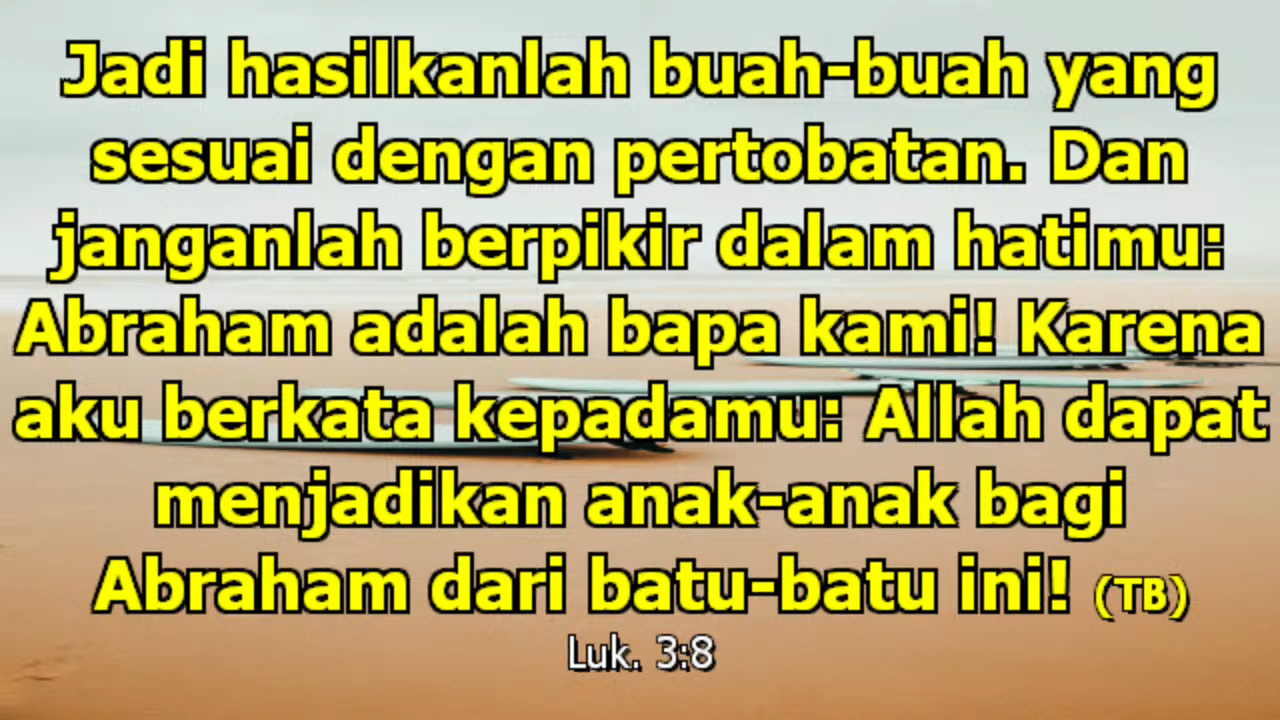 Jadi hasilkanlah buah-buah yang
sesuai dengan pertobatan. Dan
janganlah berpikir dalam hatimu:
Abraham adalah bapa kami! Karena
aku berkata kepadamu: Allah dapat
menjadikan anak-anak bagi
Abraham dari batu-batu ini! (TB)
Luk. 3:8